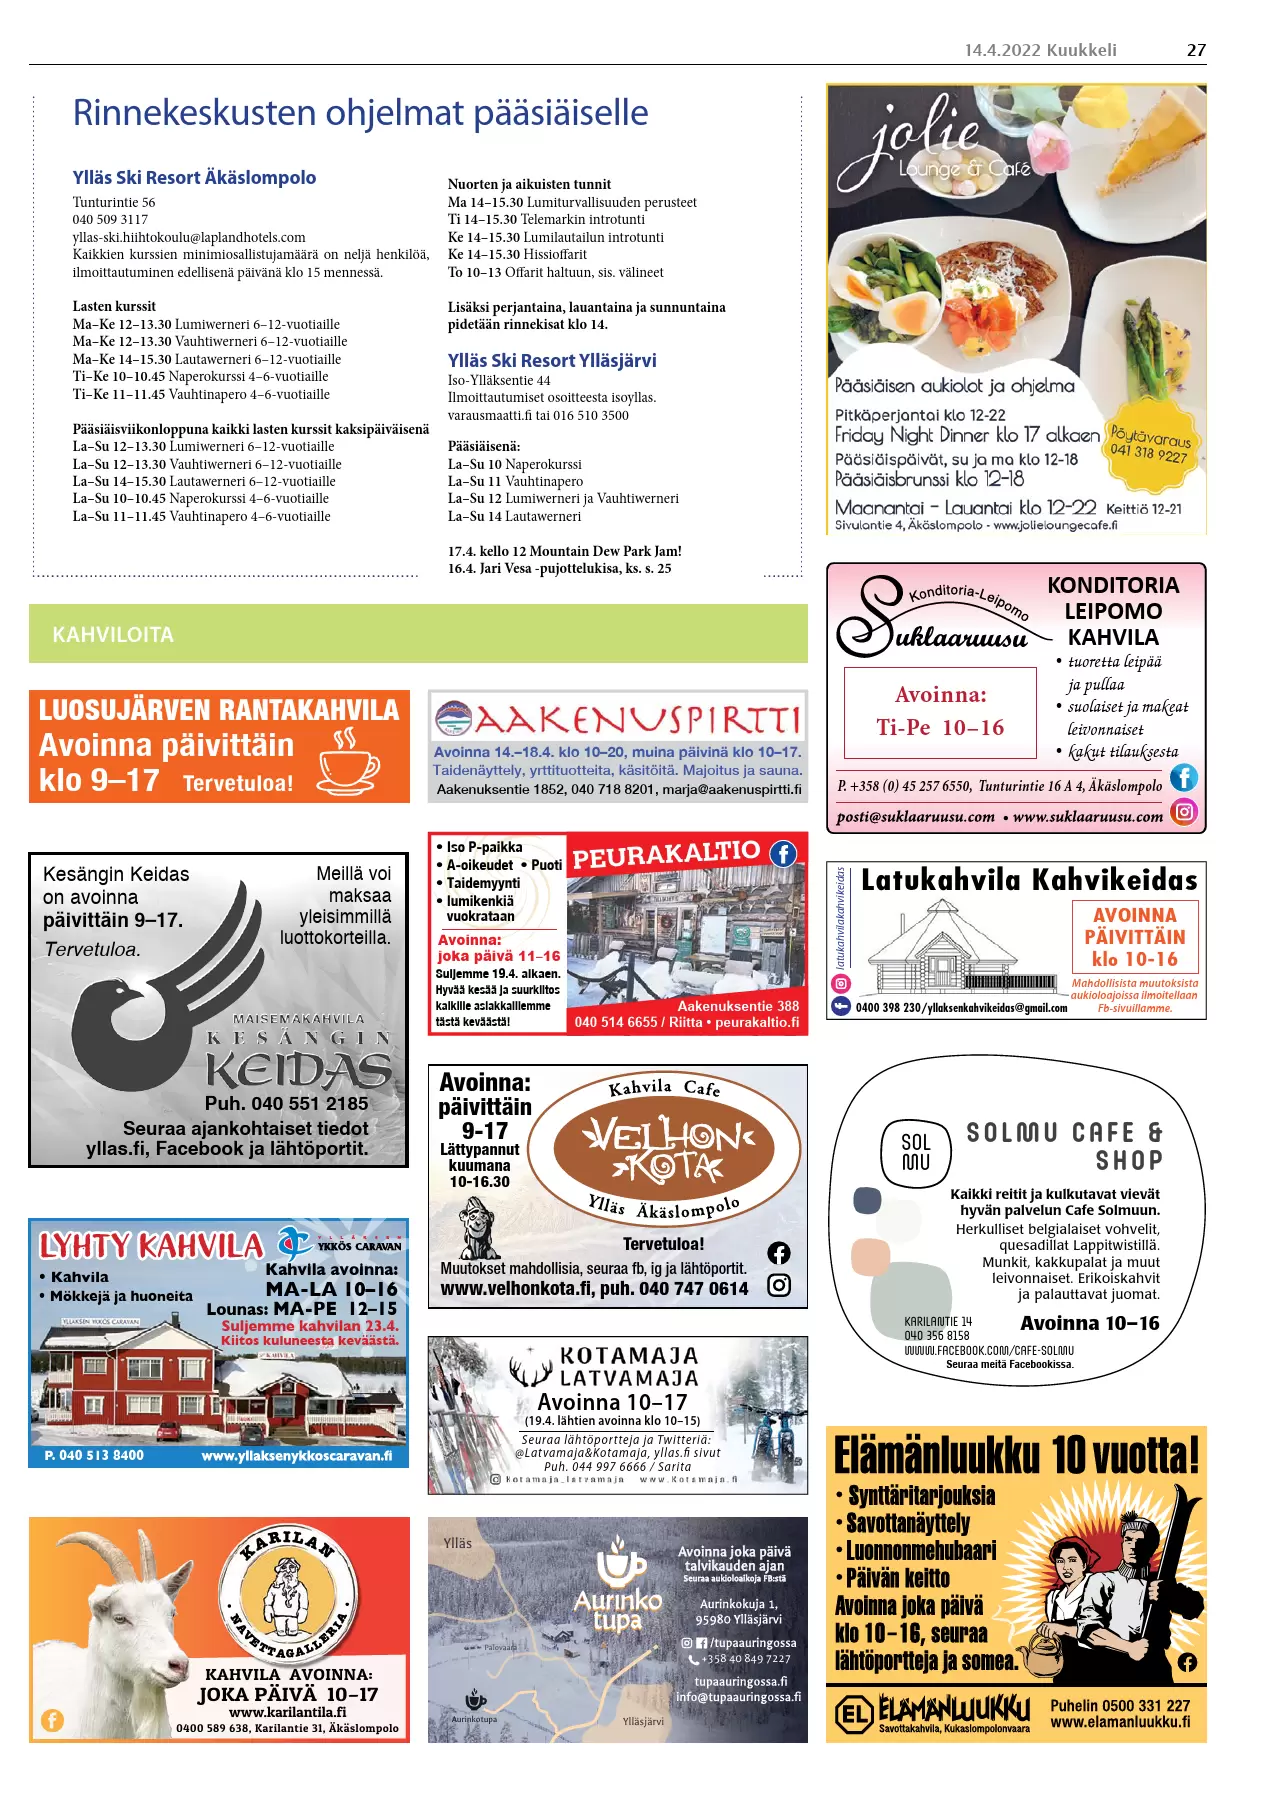 14.4.2022 Kuukkeli
27
Rinnekeskusten ohjelmat pääsiäiselle
Ylläs Ski Resort Äkäslompolo
Tunturintie 56
040 509 3117
yllas-ski.hiihtokoulu@laplandhotels.com
Kaikkien kurssien minimiosallistujamäärä on neljä henkilöä,
ilmoittautuminen edellisenä päivänä klo 15 mennessä.
Lasten kurssit
Ma–Ke 12–13.30 Lumiwerneri 6–12-vuotiaille
Ma–Ke 12–13.30 Vauhtiwerneri 6–12-vuotiaille
Ma–Ke 14–15.30 Lautawerneri 6–12-vuotiaille
Ti–Ke 10–10.45 Naperokurssi 4–6-vuotiaille
Ti–Ke 11–11.45 Vauhtinapero 4–6-vuotiaille
Pääsiäisviikonloppuna kaikki lasten kurssit kaksipäiväisenä
La–Su 12–13.30 Lumiwerneri 6–12-vuotiaille
La–Su 12–13.30 Vauhtiwerneri 6–12-vuotiaille
La–Su 14–15.30 Lautawerneri 6–12-vuotiaille
La–Su 10–10.45 Naperokurssi 4–6-vuotiaille
La–Su 11–11.45 Vauhtinapero 4–6-vuotiaille
Nuorten ja aikuisten tunnit
Ma 14–15.30 Lumiturvallisuuden perusteet
Ti 14–15.30 Telemarkin introtunti
Ke 14–15.30 Lumilautailun introtunti
Ke 14–15.30 Hissioffarit
To 10–13 Offarit haltuun, sis. välineet
Lisäksi perjantaina, lauantaina ja sunnuntaina
pidetään rinnekisat klo 14.
Ylläs Ski Resort Ylläsjärvi
Iso-Ylläksentie 44
Ilmoittautumiset osoitteesta isoyllas.
varausmaatti.fi tai 016 510 3500
Pääsiäisenä:
La–Su 10 Naperokurssi
La–Su 11 Vauhtinapero
La–Su 12 Lumiwerneri ja Vauhtiwerneri
La–Su 14 Lautawerneri
17.4. kello 12 Mountain Dew Park Jam!
16.4. Jari Vesa -pujottelukisa, ks. s. 25
jolie
Lounge & Café
Pääsiäisen aukiolot ja ohjelma
Pitkäperjantai klo 12-22
Friday Night Dinner klo 17 alkaen
Pääsiäispäivät, su ja ma klo 12-18
Pääsiäisbrunssi klo 12-18
Pöytävaraus
041 318 9227
Maanantai - Lauantai klo 12-22 Keittiö 12-21
Sivulantie 4, Äkäslompolo - www.jolieloungecafe.fi
KAHVILOITA
LUOSUJÄRVEN RANTAKAHVILA
Avoinna päivittäin
klo 9–17 Tervetuloa!
AAKENUSPIRTTI
Avoinna 14.–18.4. klo 10–20, muina päivinä klo 10–17.
Taidenäyttely, yrttituotteita, käsitöitä. Majoitus ja sauna.
Aakenuksentie 1852, 040 718 8201, marja@aakenuspirtti.fi
Konditoria-Leipomo
Suklaaruusu
KONDITORIA
LEIPOMO
KAHVILA
• tuoretta leipää
ja pullaa
• suolaiset ja makeat
leivonnaiset
• kakut tilauksesta
Avoinna:
Ti-Pe 10–16
P. +358 (0) 45 257 6550, Tunturintie 16 A 4, Äkäslompolo
posti@suklaaruusu.com • www.suklaaruusu.com
Kesängin Keidas
on avoinna
päivittäin 9–17.
Tervetuloa.
Meillä voi
maksaa
yleisimmillä
luottokorteilla.
MAISEMAKAHVILA
KESÄNGIN
KEIDAS
Puh. 040 551 2185
Seuraa ajankohtaiset tiedot
yllas.fi, Facebook ja lähtöportit.
• Iso P-paikka
• A-oikeudet • Puoti
• Taidemyynti
• lumikenkiä
vuokrataan
Avoinna:
joka päivä 11–16
Suljemme 19.4. alkaen.
Hyvää kesää ja suurkiitos
kaikille asiakkaillemme
tästä keväästä!
PEURAKALTIO
Aakenuksentie 388
040 514 6655 / Riitta • peurakaltio.fi
latukahvilakahvikeidas
Latukahvila Kahvikeidas
AVOINNA
PÄIVITTÄIN
klo 10-16
Mahdollisista muutoksista
aukioloajoissa ilmoitellaan
Fb-sivuillamme.
0400 398 230/yllaksenkahvikeidas@gmail.com
Avoinna:
päivittäin
9-17
Lättypannut
kuumana
10-16.30
Kahvila Cafe
VELHON
KOTA
Ylläs Äkäslompolo
Tervetuloa!
Muutokset mahdollisia, seuraa fb, ig ja lähtöportit.
www.velhonkota.fi, puh. 040 747 0614
SOL
MU
SOLMU CAFE &
SHOP
Kaikki reitit ja kulkutavat vievät
hyvän palvelun Cafe Solmuun.
Herkulliset belgialaiset vohvelit,
quesadillat Lappitwistillä.
Munkit, kakkupalat ja muut
leivonnaiset. Erikoiskahvit
ja palauttavat juomat.
Avoinna 10–16
KARILANTIE 14
040 356 8158
WWW.FACEBOOK.COM/CAFE-SOLMU
Seuraa meitä Facebookissa.
LYHTY KAHVILA
YLLÄKSEN
YKKÖS CARAVAN
• Kahvila
• Mökkejä ja huoneita
Kahvila avoinna:
MA-LA 10–16
Lounas: MA-PE 12–15
Suljemme kahvilan 23.4.
Kiitos kuluneesta keväästä.
YLLÄKSEN YKKÖS CARAVAN
KAHVILA
P. 040 513 8400
www.yllaksenykkoscaravan.fi
KOTAMAJA
LATVAMAJA
Avoinna 10–17
(19.4. lähtien avoinna klo 10–15)
Seuraa lähtöportteja ja Twitteriä:
@Latvamaja&Kotamaja, yllas.fi sivut
Puh. 044 997 6666 / Sarita
Kotamaja_latvamaja www.Kotamaja.fi
Elämänluukku 10 vuotta!
• Synttäritarjouksia
• Savottanäyttely
• Luonnonmehubaari
• Päivän keitto
Avoinna joka päivä
klo 10–16, seuraa
lähtöportteja ja somea.
EL
ELÄMÄNLUUKKU
Savottakahvila, Kukaslompolonvaara
Puhelin 0500 331 227
www.elamanluukku.fi
KARILAN
NAVETTAGALLERIA
KAHVILA AVOINNA:
JOKA PÄIVÄ 10–17
www.karilantila.fi
0400 589 638, Karilantie 31, Äkäslompolo
Ylläs
Aurinko
tupa
Palovaara
Aurinkotupa
Ylläsjärvi
Avoinna joka päivä
talvikauden ajan
Seuraa aukioloaikoja FB:stä
Aurinkokuja 1,
95980 Ylläsjärvi
/tupaauringossa
+358 40 849 7227
tupaauringossa.fi
info@tupaauringossa.fi